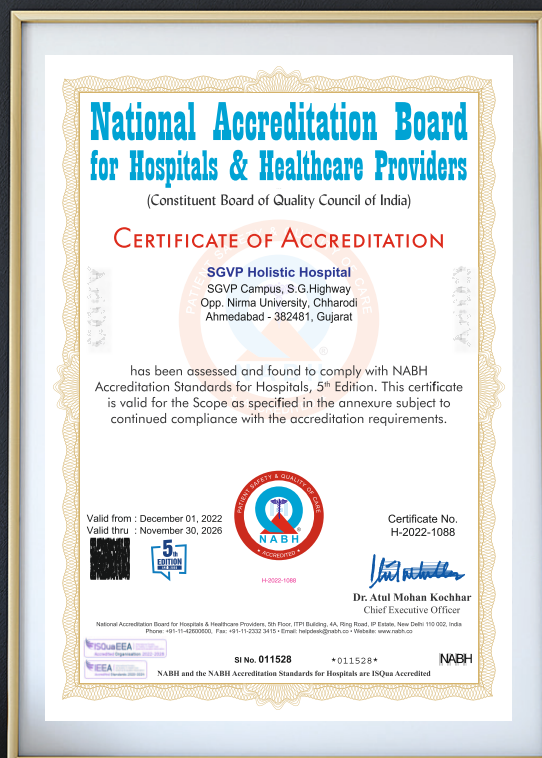 National Accreditation Board
for Hospitals & Healthcare Providers
(Constituent Board of Quality Council of India)
CERTIFICATE OF ACCREDITATION
SGVP Holistic Hospital
SGVP Campus, S.G.Highway
Opp. Nirma University, Chharodi
Ahmedabad - 382481, Gujarat
has been assessed and found to comply with NABH
Accreditation Standards for Hospitals, 5th Edition. This certificate
is valid for the Scope as specified in the annexure subject to
continued compliance with the accreditation requirements.
Valid from : December 01, 2022
Valid thru : November 30, 2026
5th
EDITION
PATIENT SAFETY & QUALITY OF CARE
NABH
ACCREDITED
H-2022-1088
Certificate No.
H-2022-1088
Dr. Atul Mohan Kochhar
Chief Executive Officer
National Accreditation Board for Hospitals & Healthcare Providers, 5th Floor, ITPI Building, 4A, Ring Road, IP Estate, New Delhi 110 002, India
Phone: +91-11-42600600, Fax: +91-11-2332 3415 • Email: helpdesk@nabh.co • Website: www.nabh.co
ISQuaEEA
Accredited Organisation 2022-2026
IEEA
SI No. 011528
*011528*
NABH
NABH and the NABH Accreditation Standards for Hospitals are ISQua Accredited